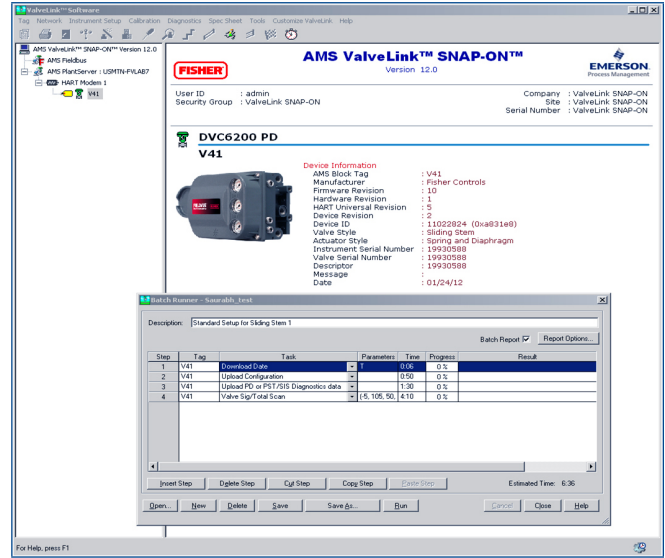 ValveLink™ Software
Tag Network Instrument Setup Calibration Diagnostics Spec Sheet Tools Customize ValveLink Help
AMS ValveLink™ SNAP-ON™ Version 12.0
AMS Fieldbus
AMS PlantServer : USMTN-FVLAB7
HART Modem 1
V41
FISHER
AMS ValveLink™ SNAP-ON™
Version 12.0
EMERSON.
Process Management
User ID : admin
Security Group : ValveLink SNAP-ON
Company : ValveLink SNAP-ON
Site : ValveLink SNAP-ON
Serial Number : ValveLink SNAP-ON
DVC6200 PD
V41
Device Information
AMS Block Tag : V41
Manufacturer : Fisher Controls
Firmware Revision : 10
Hardware Revision : 1
HART Universal Revision : 5
Device Revision : 2
Device ID : 11022824 (0xa831e8)
Valve Style : Sliding Stem
Actuator Style : Spring and Diaphragm
Instrument Serial Number : 19930588
Valve Serial Number : 19930588
Descriptor : 19930588
Message :
Date : 01/24/12
Batch Runner - Saurabh_test
Description: Standard Setup for Sliding Stem 1
Batch Report Report Options...
Step Tag Task Parameters Time Progress Result
1 V41 Download Date T 0:06 0 %
2 V41 Upload Configuration 0:50 0 %
3 V41 Upload PD or PST/SIS Diagnostics data 1:30 0 %
4 V41 Valve Sig/Total Scan (-5, 105, 50, 4:10 0 %
Insert Step Delete Step Cut Step Copy Step Paste Step Estimated Time: 6:36
Open... New Delete Save Save As... Run Cancel Close Help
For Help, press F1